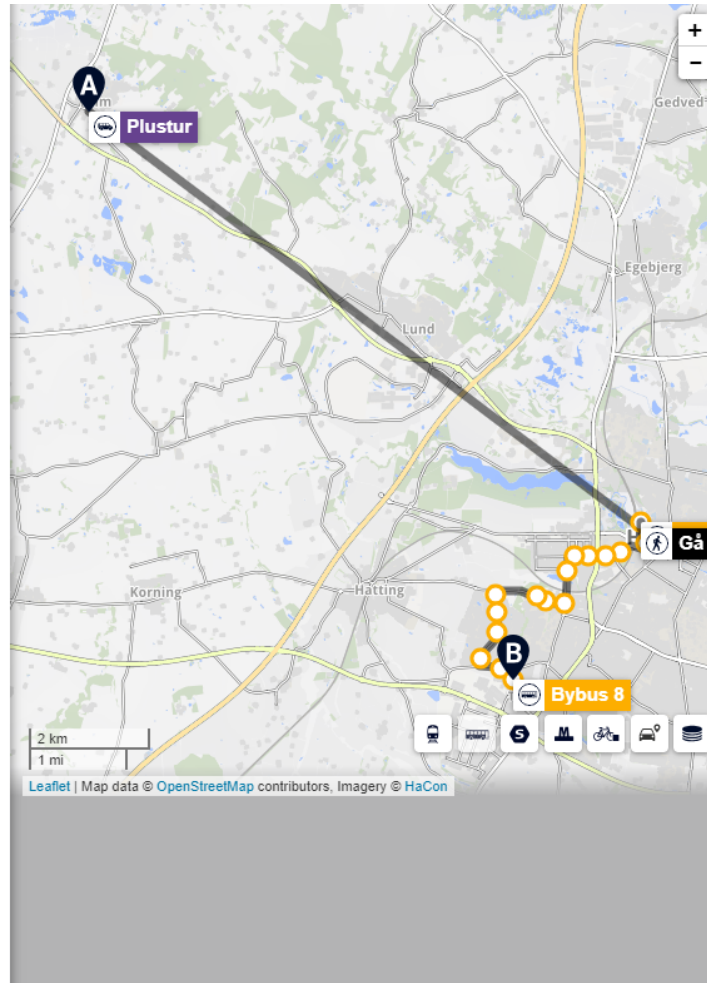 +
−
A
Plustur
Gedved
Egebjerg
Lund
Gå
Korning
Hatting
B
Bybus 8
S
M
2 km
1 mi
Leaflet | Map data © OpenStreetMap contributors, Imagery © HaCon